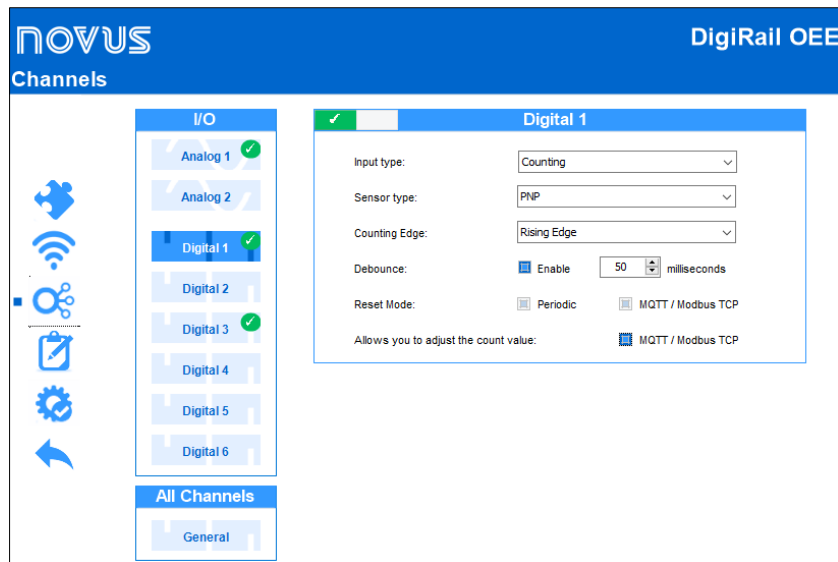 novus
DigiRail OEE
Channels
I/O
Analog 1
Analog 2
Digital 1
Digital 2
Digital 3
Digital 4
Digital 5
Digital 6
All Channels
General
Digital 1
Input type: Counting
Sensor type: PNP
Counting Edge: Rising Edge
Debounce: Enable 50 milliseconds
Reset Mode: Periodic MQTT / Modbus TCP
Allows you to adjust the count value: MQTT / Modbus TCP